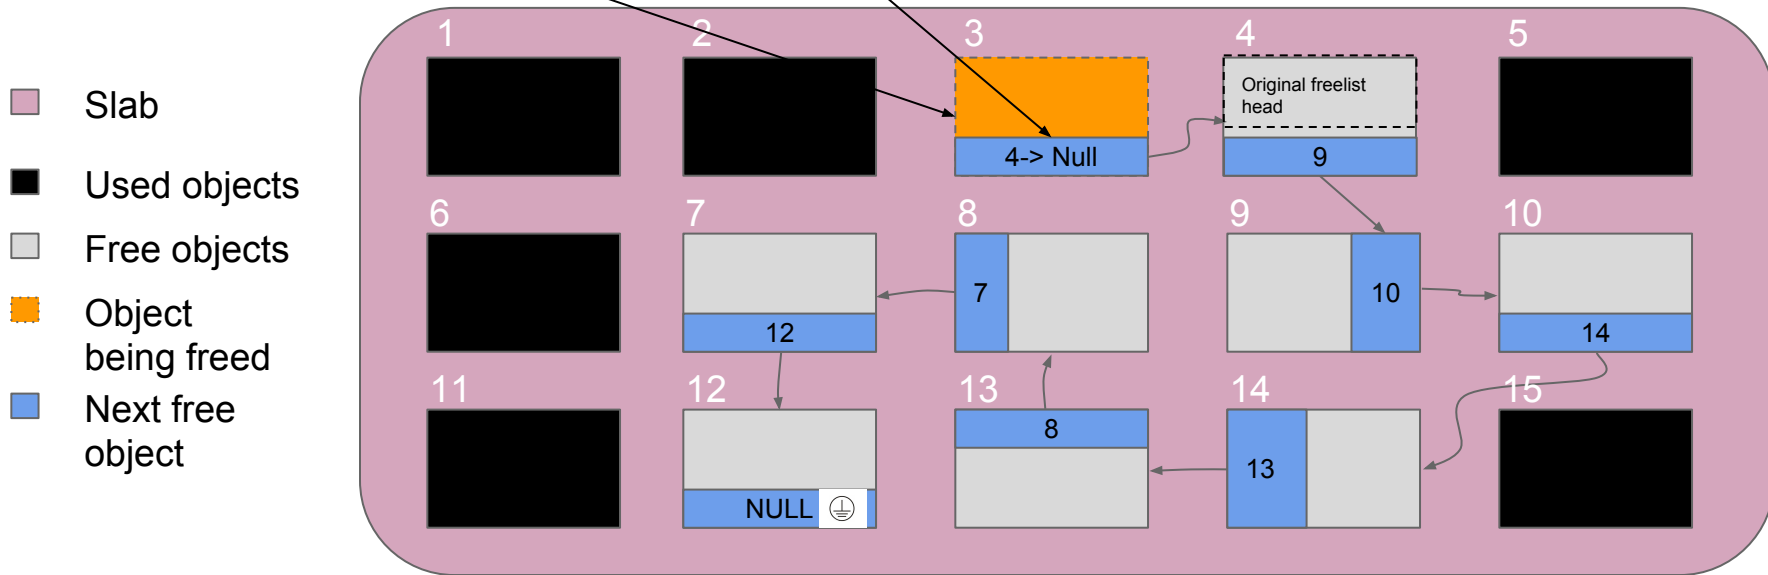 Slab
Used objects
Free objects
Object
being freed
Next free
object
1
2
3
4
5
4-> Null
Original freelist
head
9
6
7
8
9
10
12
7
10
14
11
12
13
14
15
NULL
8
13